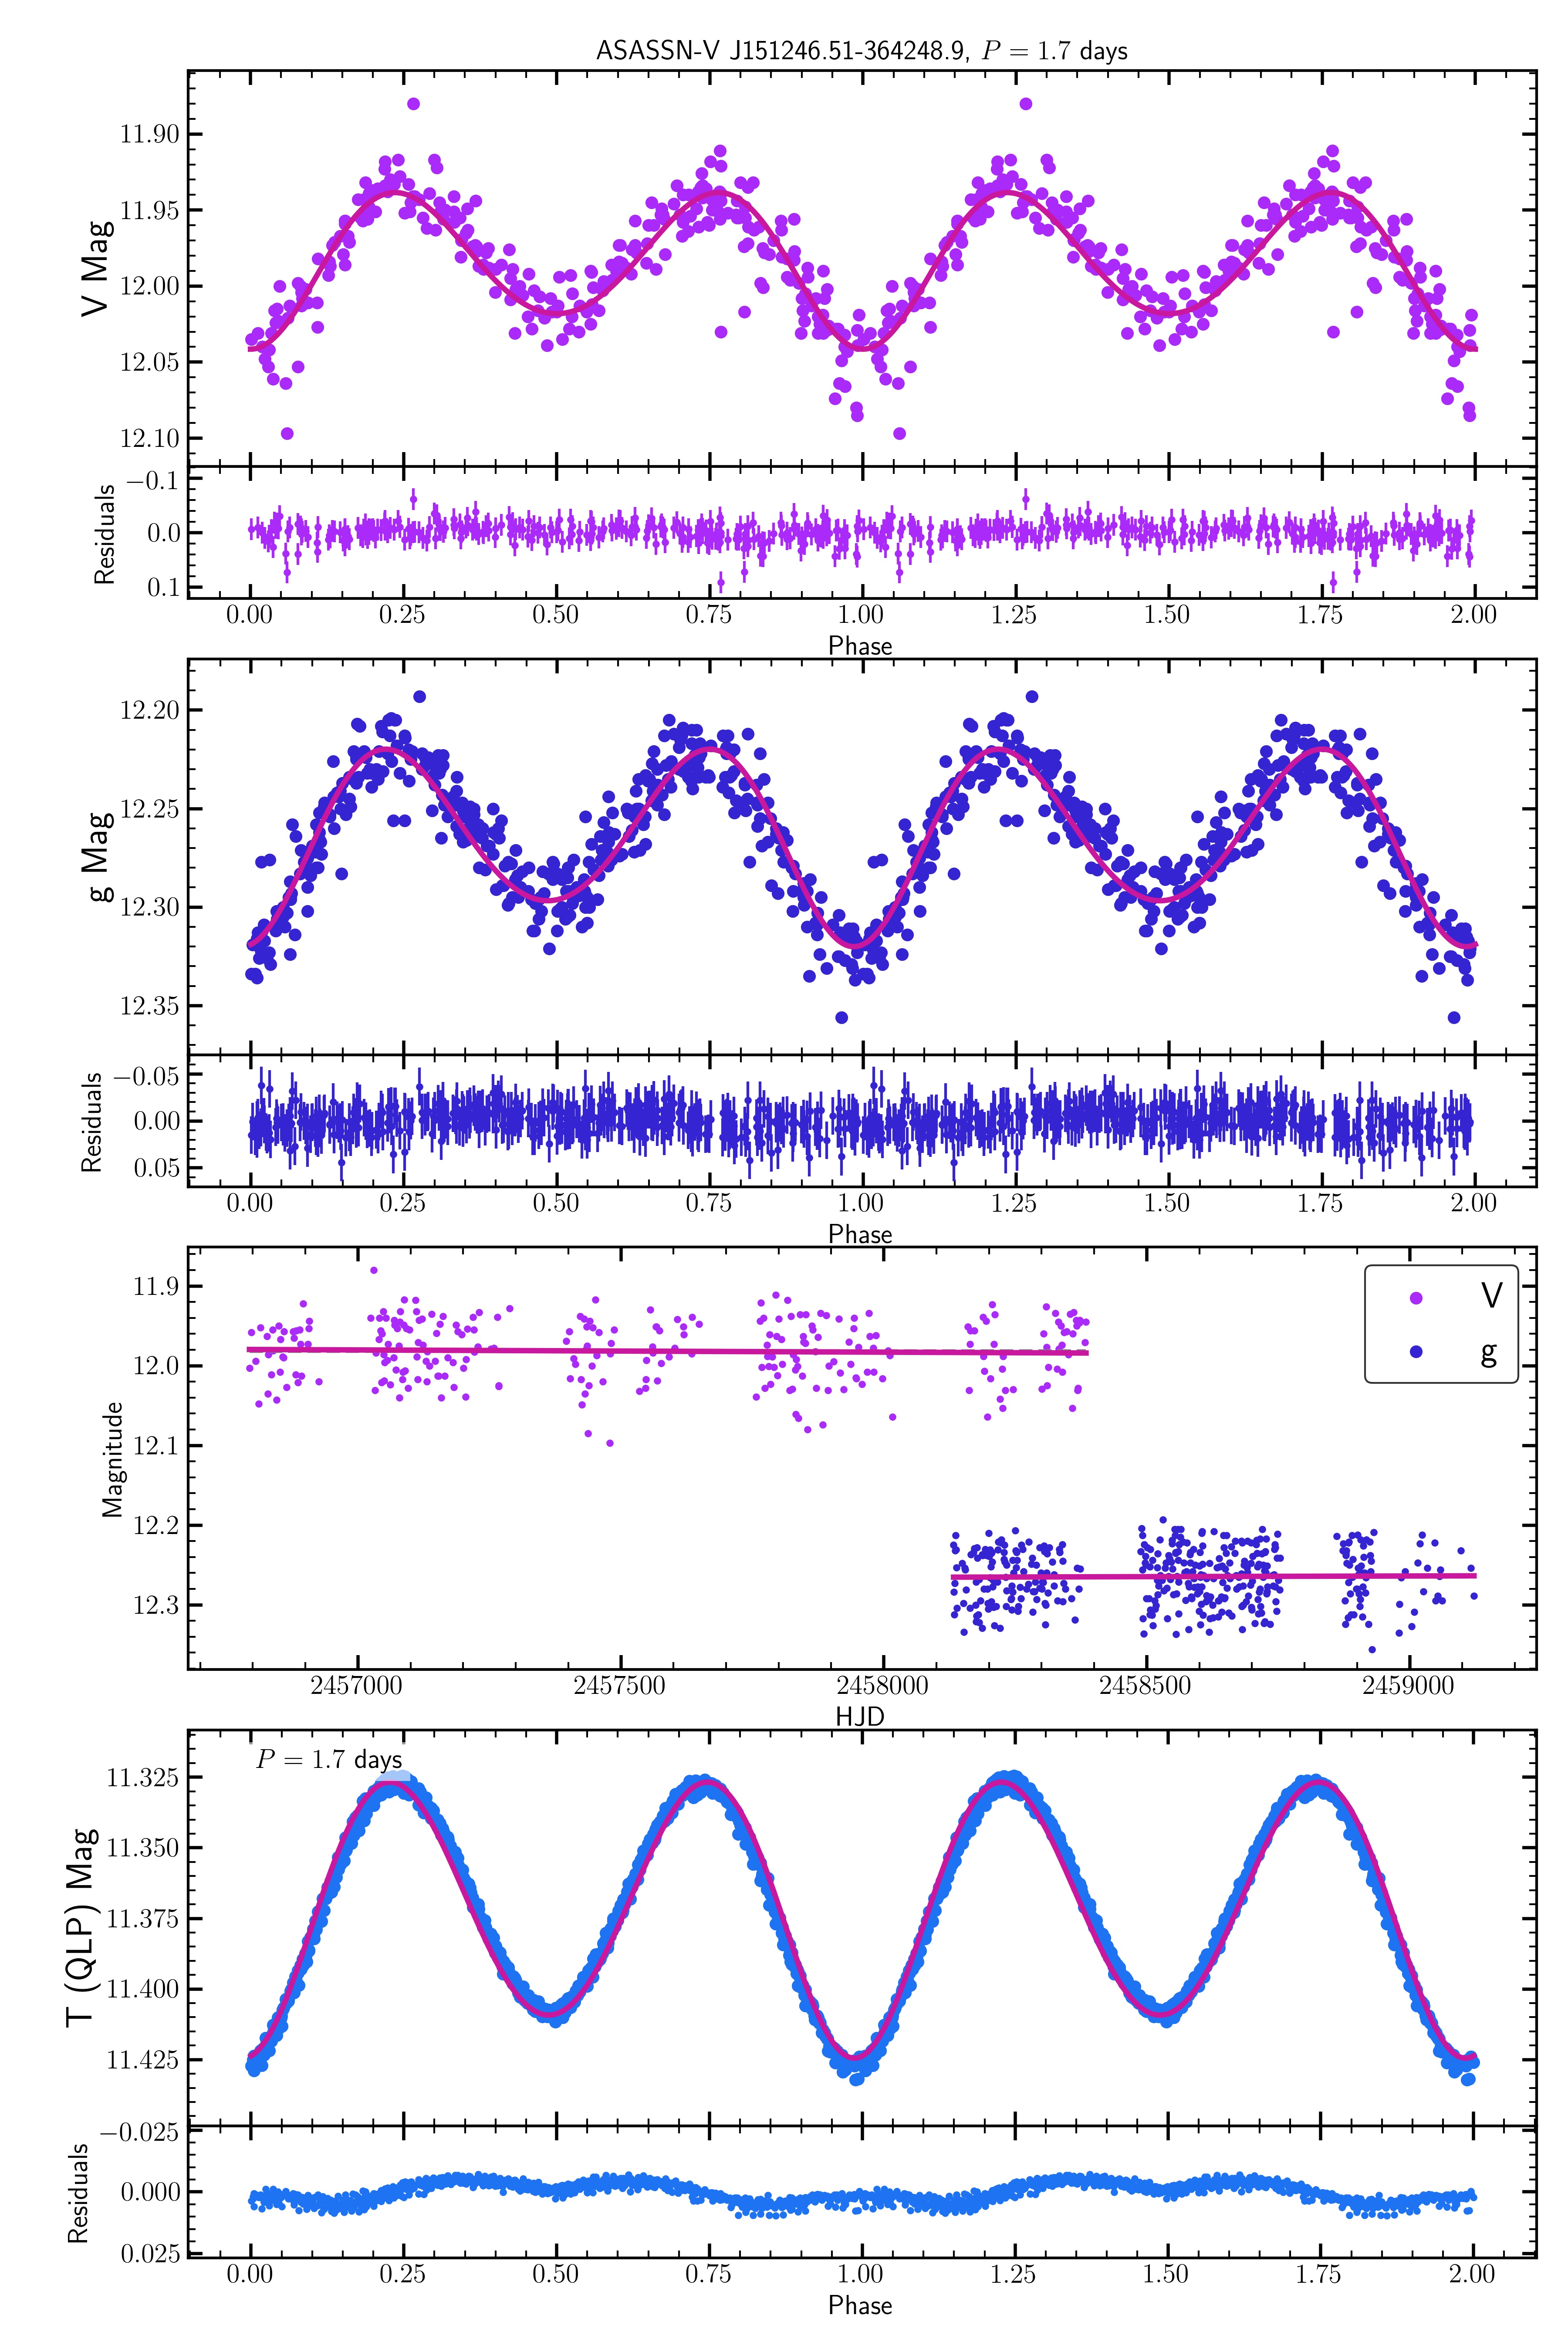 ASASSN-V J151246.51-364248.9, P = 1.7 days
V Mag
11.90
11.95
12.00
12.05
12.10
Residuals
−0.1
0.0
0.1
0.00 0.25 0.50 0.75 1.00 1.25 1.50 1.75 2.00
Phase
g Mag
12.20
12.25
12.30
12.35
Residuals
−0.05
0.00
0.05
0.00 0.25 0.50 0.75 1.00 1.25 1.50 1.75 2.00
Phase
Magnitude
11.9
12.0
12.1
12.2
12.3
V
g
2457000 2457500 2458000 2458500 2459000
HJD
P = 1.7 days
T (QLP) Mag
11.325
11.350
11.375
11.400
11.425
Residuals
−0.025
0.000
0.025
0.00 0.25 0.50 0.75 1.00 1.25 1.50 1.75 2.00
Phase